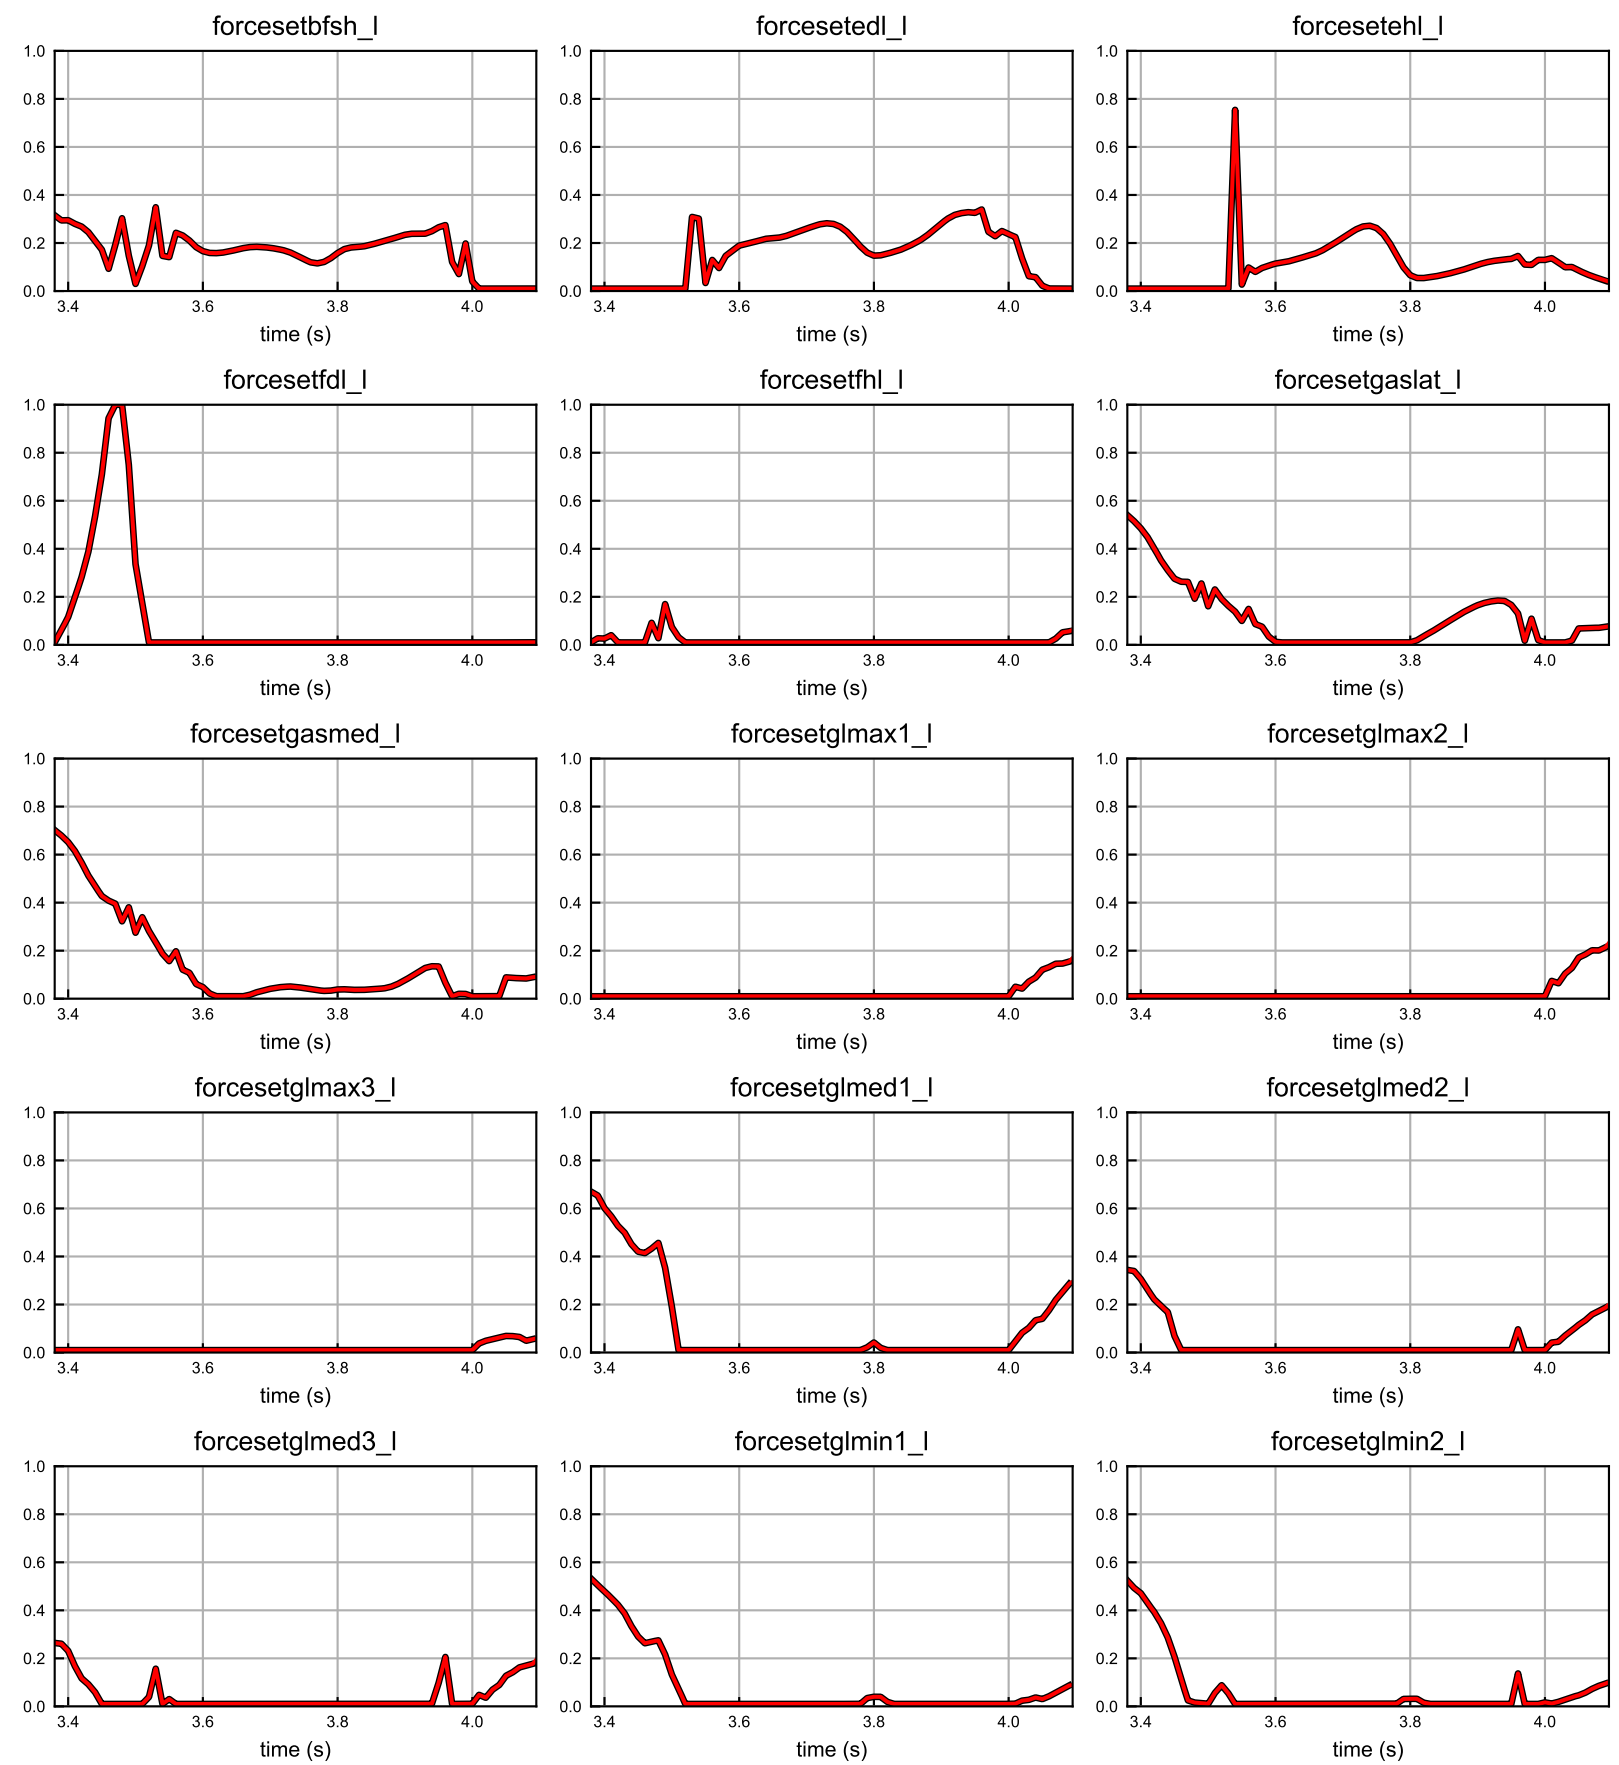 forcesetbfsh_l forcesetedl_l forcesetehl_l
1.0 1.0 1.0
0.8 0.8 0.8
0.6 0.6 0.6
0.4 0.4 0.4
0.2 0.2 0.2
0.0 0.0 0.0
3.4 3.6 3.8 4.0 3.4 3.6 3.8 4.0 3.4 3.6 3.8 4.0
time (s) time (s) time (s)
forcesetfdl_l forcesetfhl_l forcesetgaslat_l
1.0 1.0 1.0
0.8 0.8 0.8
0.6 0.6 0.6
0.4 0.4 0.4
0.2 0.2 0.2
0.0 0.0 0.0
3.4 3.6 3.8 4.0 3.4 3.6 3.8 4.0 3.4 3.6 3.8 4.0
time (s) time (s) time (s)
forcesetgasmed_l forcesetglmax1_l forcesetglmax2_l
1.0 1.0 1.0
0.8 0.8 0.8
0.6 0.6 0.6
0.4 0.4 0.4
0.2 0.2 0.2
0.0 0.0 0.0
3.4 3.6 3.8 4.0 3.4 3.6 3.8 4.0 3.4 3.6 3.8 4.0
time (s) time (s) time (s)
forcesetglmax3_l forcesetglmed1_l forcesetglmed2_l
1.0 1.0 1.0
0.8 0.8 0.8
0.6 0.6 0.6
0.4 0.4 0.4
0.2 0.2 0.2
0.0 0.0 0.0
3.4 3.6 3.8 4.0 3.4 3.6 3.8 4.0 3.4 3.6 3.8 4.0
time (s) time (s) time (s)
forcesetglmed3_l forcesetglmin1_l forcesetglmin2_l
1.0 1.0 1.0
0.8 0.8 0.8
0.6 0.6 0.6
0.4 0.4 0.4
0.2 0.2 0.2
0.0 0.0 0.0
3.4 3.6 3.8 4.0 3.4 3.6 3.8 4.0 3.4 3.6 3.8 4.0
time (s) time (s) time (s)